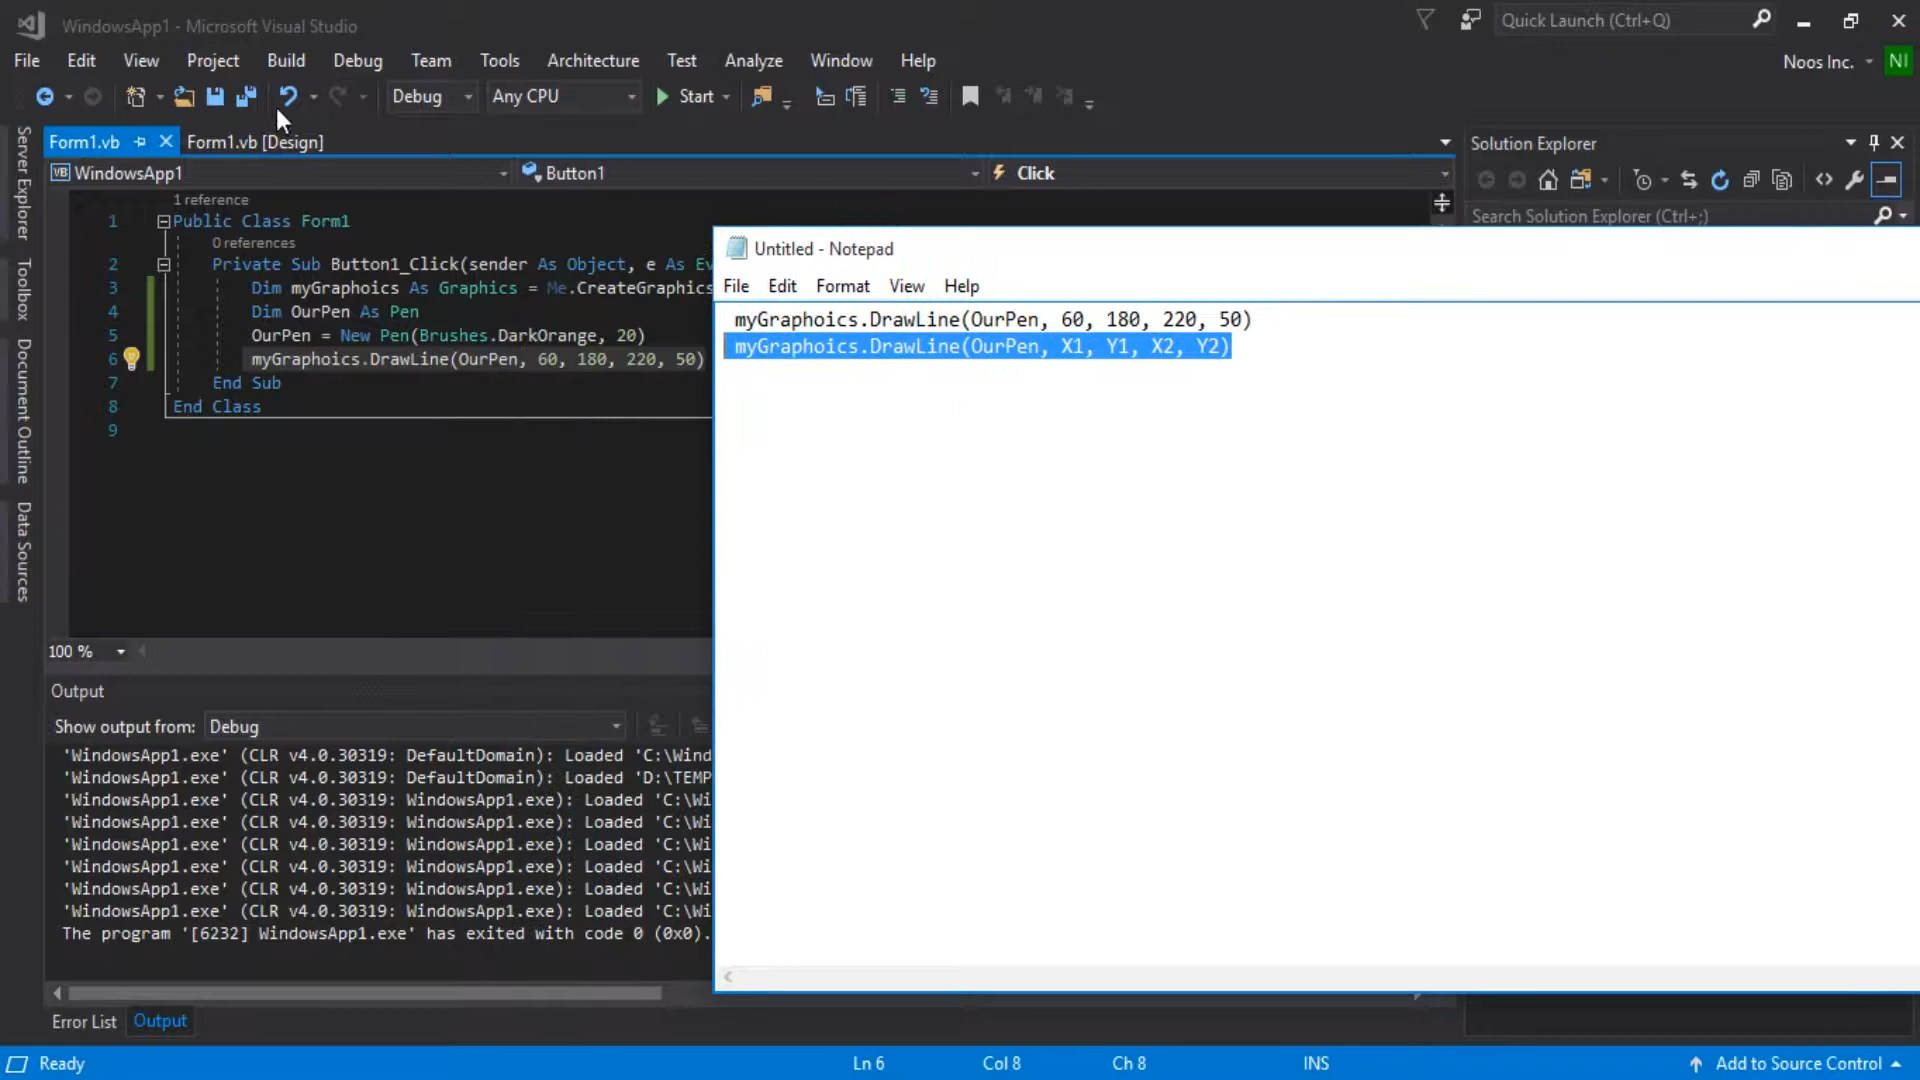 WindowsApp1 - Microsoft Visual Studio
Quick Launch (Ctrl+Q)
File Edit View Project Build Debug Team Tools Architecture Test Analyze Window Help
Noos Inc. NI
Debug Any CPU Start
Form1.vb Form1.vb [Design]
Solution Explorer
VB WindowsApp1 Button1 Click
Search Solution Explorer (Ctrl+;)
Server Explorer
Toolbox
Document Outline
Data Sources
1 reference
1 Public Class Form1
0 references
2 Private Sub Button1_Click(sender As Object, e As Ev
3 Dim myGraphoics As Graphics = Me.CreateGraphics
4 Dim OurPen As Pen
5 OurPen = New Pen(Brushes.DarkOrange, 20)
6 myGraphoics.DrawLine(OurPen, 60, 180, 220, 50)
7 End Sub
8 End Class
9
Untitled - Notepad
File Edit Format View Help
myGraphoics.DrawLine(OurPen, 60, 180, 220, 50)
myGraphoics.DrawLine(OurPen, X1, Y1, X2, Y2)
100 %
Output
Show output from: Debug
'WindowsApp1.exe' (CLR v4.0.30319: DefaultDomain): Loaded 'C:\Wind
'WindowsApp1.exe' (CLR v4.0.30319: DefaultDomain): Loaded 'D:\TEMP
'WindowsApp1.exe' (CLR v4.0.30319: WindowsApp1.exe): Loaded 'C:\Wi
'WindowsApp1.exe' (CLR v4.0.30319: WindowsApp1.exe): Loaded 'C:\Wi
'WindowsApp1.exe' (CLR v4.0.30319: WindowsApp1.exe): Loaded 'C:\Wi
'WindowsApp1.exe' (CLR v4.0.30319: WindowsApp1.exe): Loaded 'C:\Wi
'WindowsApp1.exe' (CLR v4.0.30319: WindowsApp1.exe): Loaded 'C:\Wi
'WindowsApp1.exe' (CLR v4.0.30319: WindowsApp1.exe): Loaded 'C:\Wi
The program '[6232] WindowsApp1.exe' has exited with code 0 (0x0).
Error List Output
Ready Ln 6 Col 8 Ch 8 INS Add to Source Control